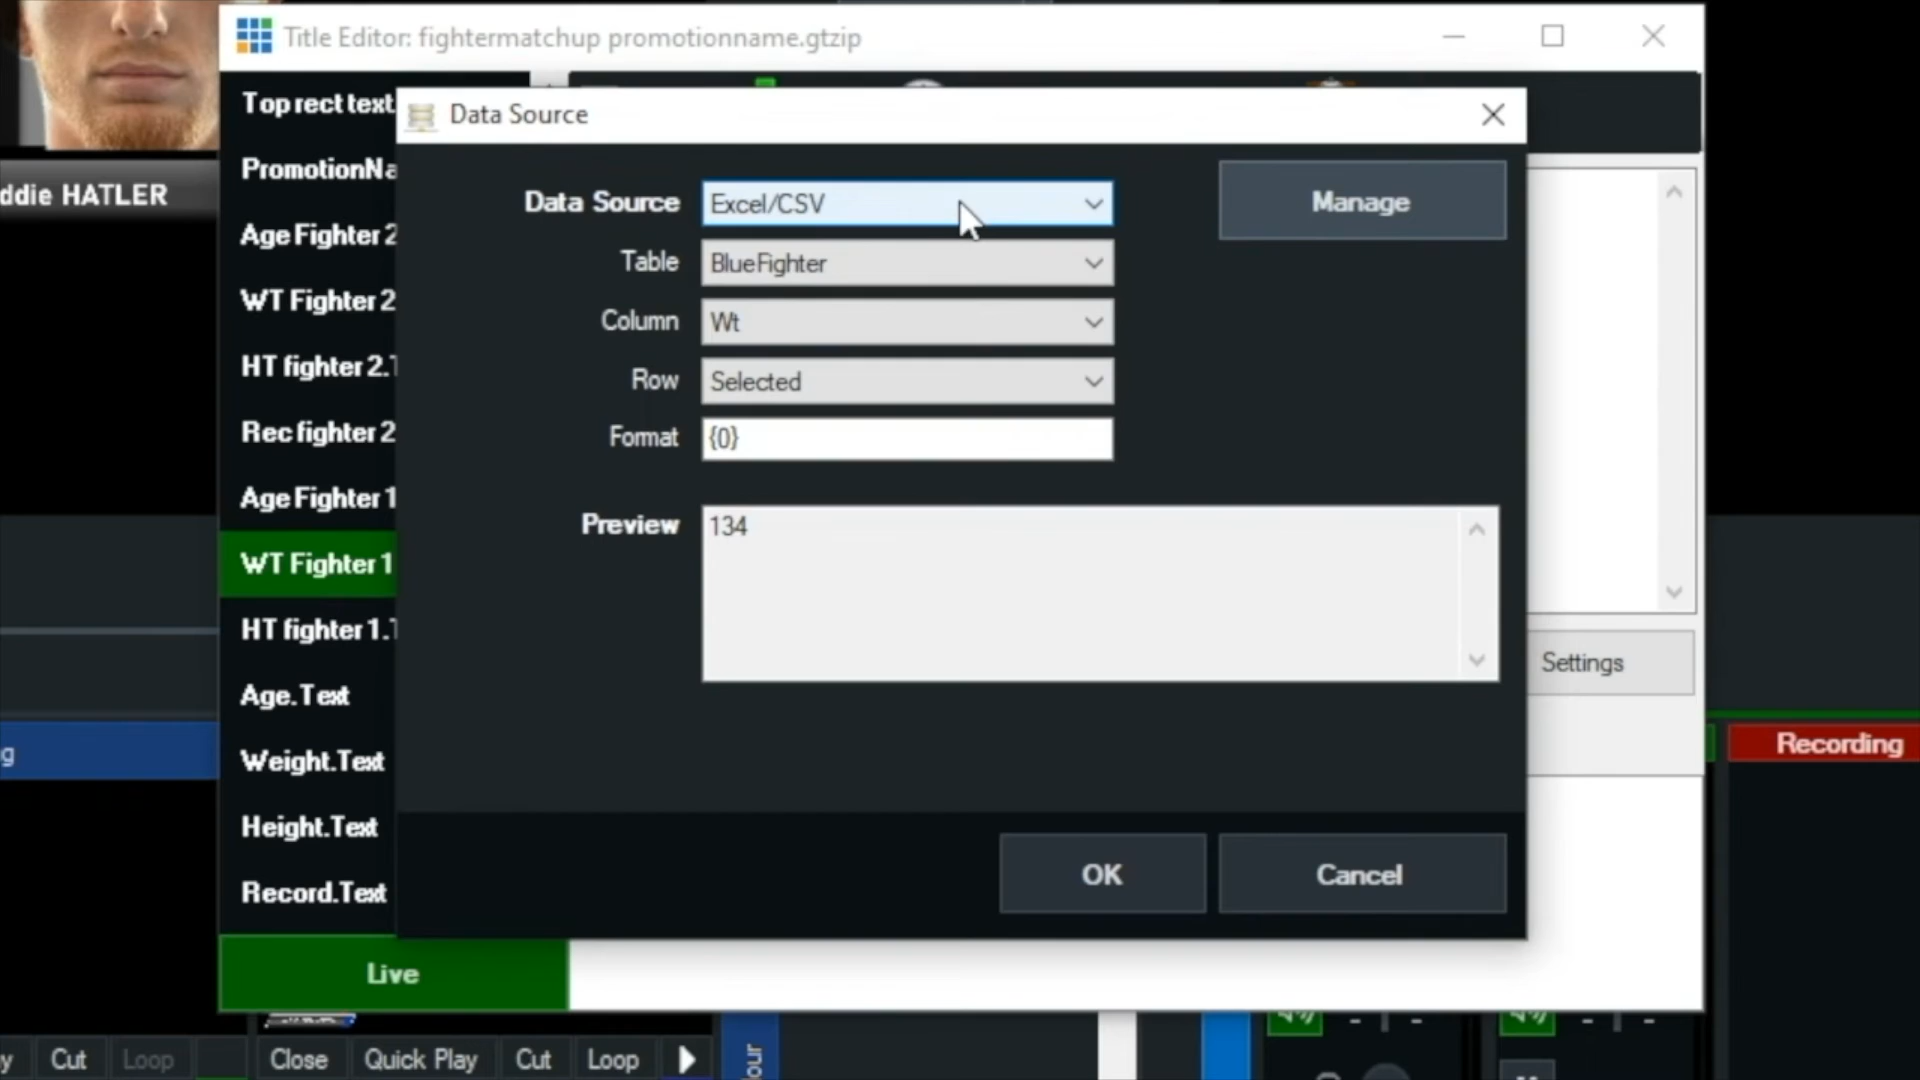 Title Editor: fightermatchup promotionname.gtzip
Top rect text.
Data Source
PromotionNa
ddie HATLER
Data Source
Excel/CSV
Manage
Age Fighter 2
Table
BlueFighter
WT Fighter 2
Column
Wt
HT fighter 2.T
Row
Selected
Rec fighter 2
Format
{0}
Age Fighter 1
Preview
134
WT Fighter 1
HT fighter 1.T
Settings
Age.Text
g
Weight.Text
Recording
Height.Text
OK
Cancel
Record.Text
Live
y
Cut
Loop
Close
Quick Play
Cut
Loop
our